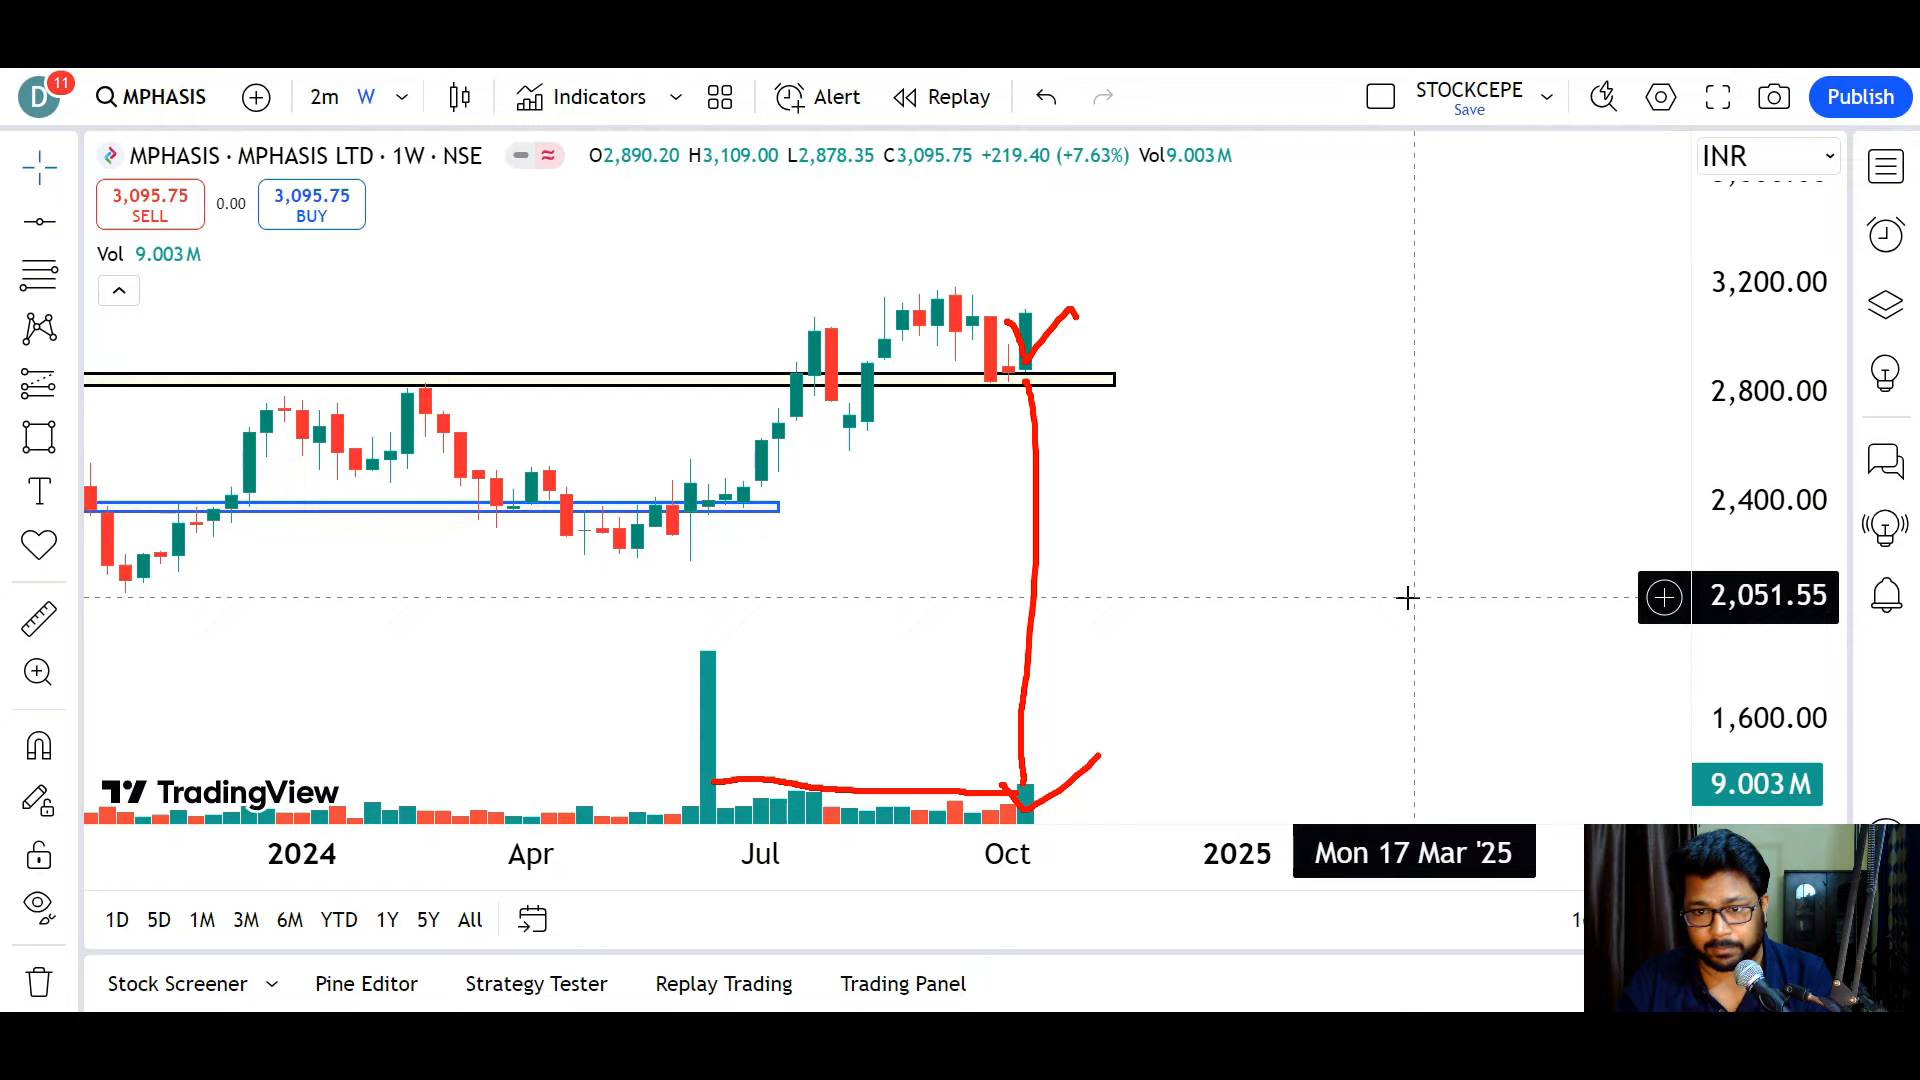 D 11 MPHASIS 2m W Indicators Alert Replay STOCKCEPE Save Publish
MPHASIS · MPHASIS LTD · 1W · NSE O2,890.20 H3,109.00 L2,878.35 C3,095.75 +219.40 (+7.63%) Vol9.003 M INR
3,095.75 SELL 0.00 3,095.75 BUY
Vol 9.003 M
3,200.00
2,800.00
2,400.00
2,051.55
1,600.00
9.003 M
TradingView
2024 Apr Jul Oct 2025 Mon 17 Mar '25
1D 5D 1M 3M 6M YTD 1Y 5Y All
Stock Screener Pine Editor Strategy Tester Replay Trading Trading Panel